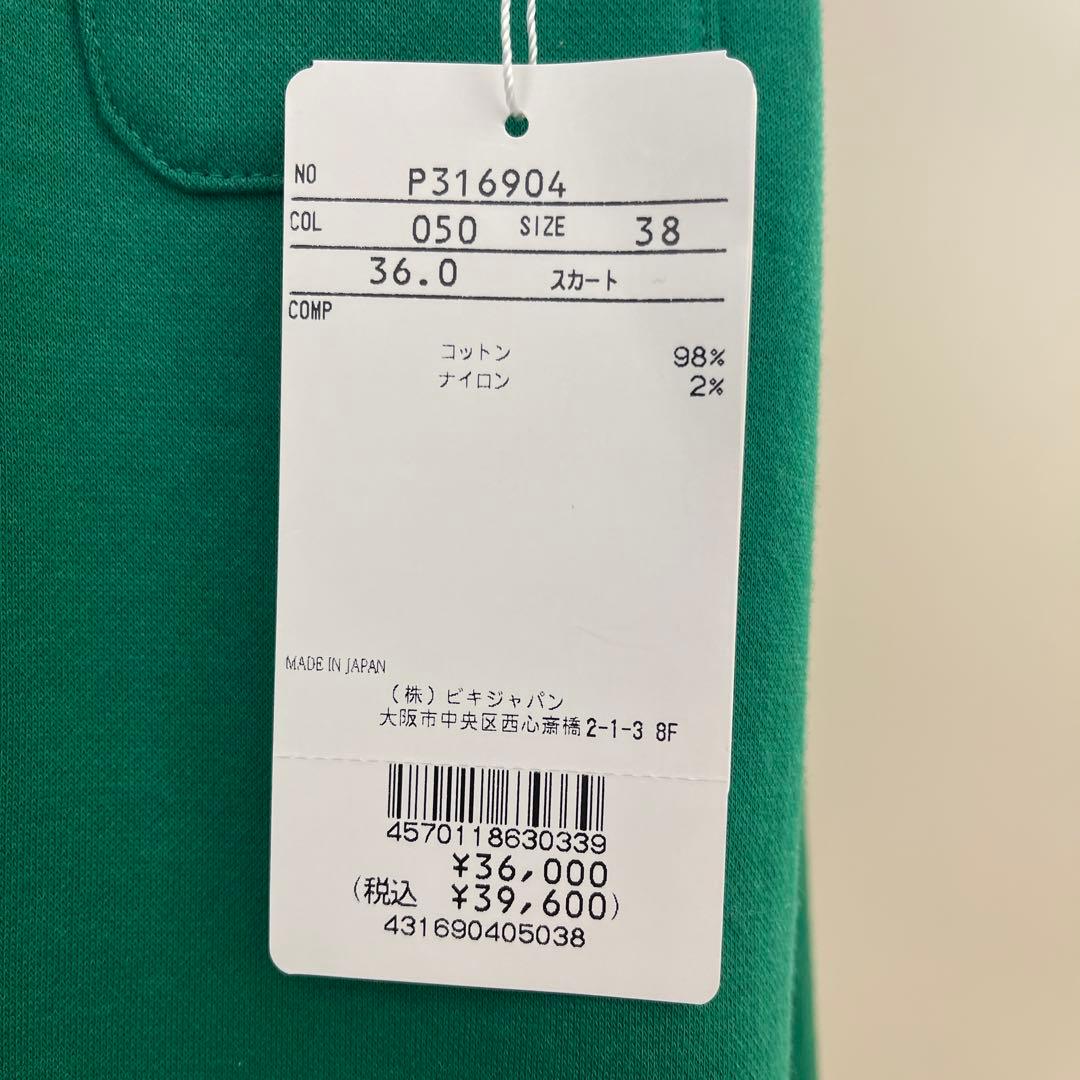 NO P316904
COL 050 SIZE 38
36.0 スカート
COMP
コットン 98%
ナイロン 2%
MADE IN JAPAN
(株)ビキジャパン
大阪市中央区西心斎橋2-1-3 8F
4570118630339
¥36,000
(税込 ¥39,600)
431690405038